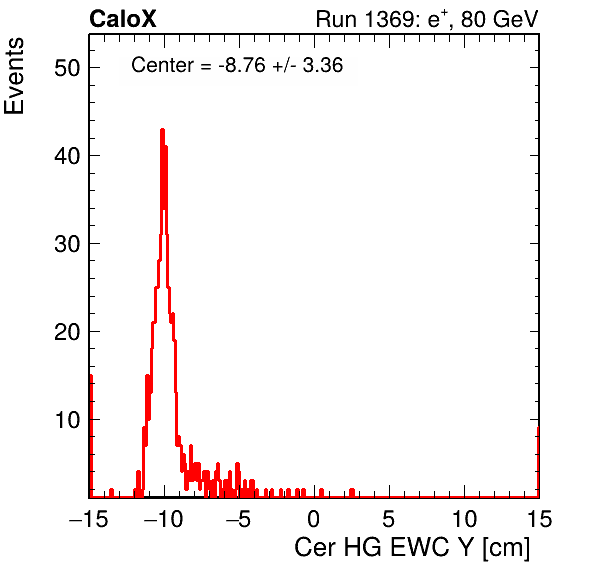 CaloX
Run 1369: e+, 80 GeV
Center = -8.76 +/- 3.36
Events
50
40
30
20
10
−15 −10 −5 0 5 10 15
Cer HG EWC Y [cm]